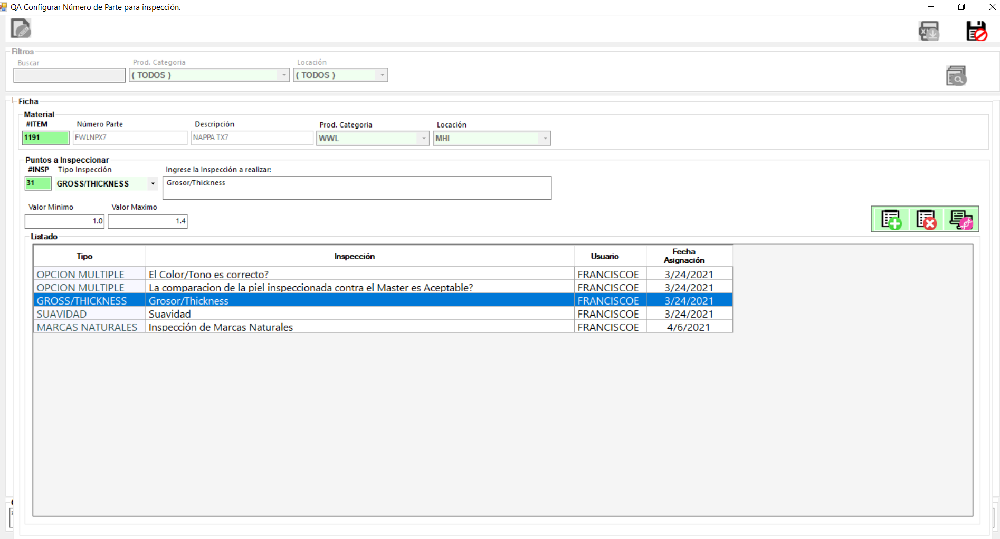 QA Configurar Número de Parte para inspección.
Filtros
Buscar
Prod. Categoria
Locación
( TODOS )
( TODOS )
Ficha
Material
#ITEM
Número Parte
Descripción
Prod. Categoria
Locación
1191
FWLNPX7
NAPPA TX7
WWL
MHI
Puntos a Inspeccionar
#INSP
Tipo Inspección
Ingrese la Inspección a realizar:
31
GROSS/THICKNESS
Grosor/Thickness
Valor Minimo
Valor Maximo
1.0
1.4
Listado
Tipo
Inspección
Usuario
Fecha
Asignación
OPCION MULTIPLE
El Color/Tono es correcto?
FRANCISCOE
3/24/2021
OPCION MULTIPLE
La comparacion de la piel inspeccionada contra el Master es Aceptable?
FRANCISCOE
3/24/2021
GROSS/THICKNESS
Grosor/Thickness
FRANCISCOE
3/24/2021
SUAVIDAD
Suavidad
FRANCISCOE
3/24/2021
MARCAS NATURALES
Inspección de Marcas Naturales
FRANCISCOE
4/6/2021